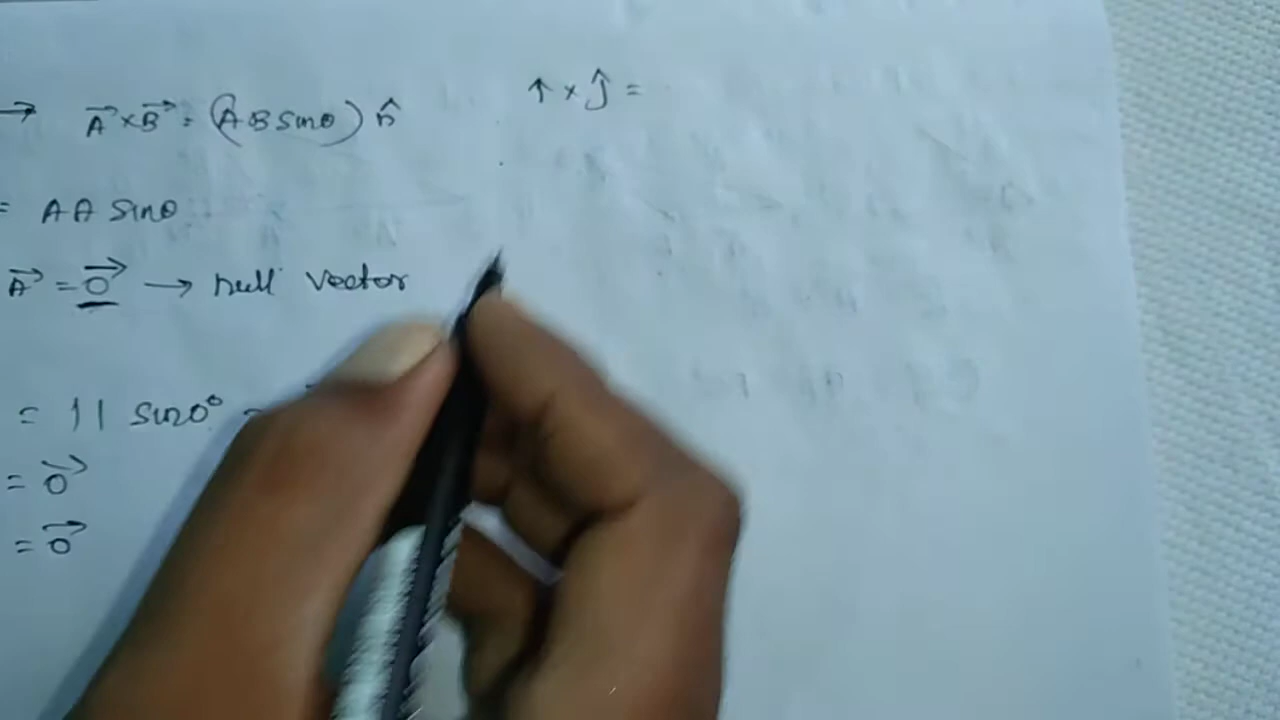 → A⃗ × B⃗ = (AB sinθ) n̂
î × ĵ =
= AA sinθ
A⃗ = 0⃗ → null vector
= 11 sin0°
= 0⃗
= 0⃗